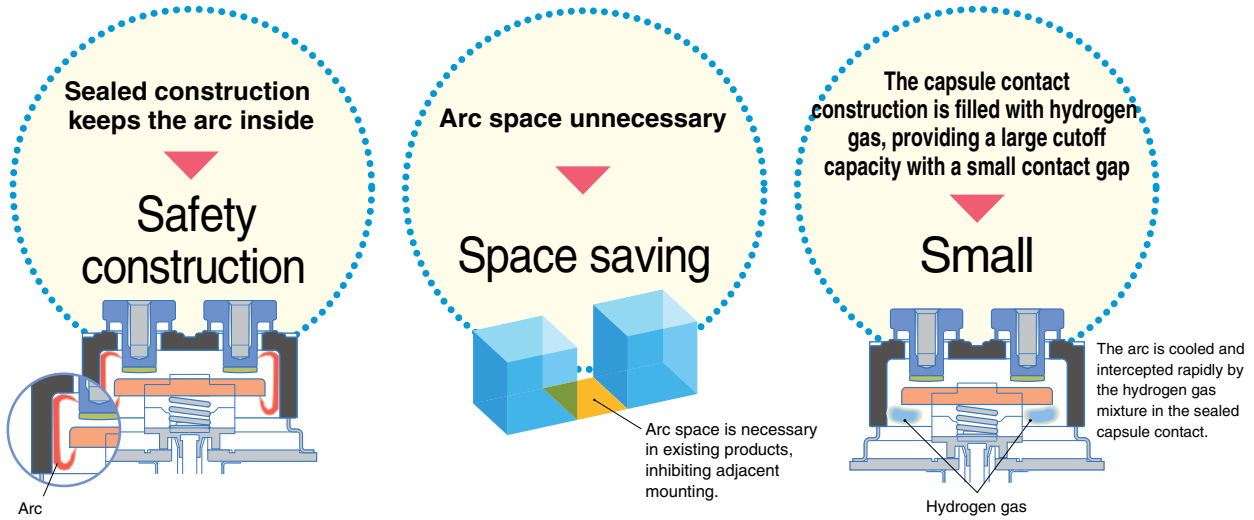 Sealed construction
keeps the arc inside
Safety
construction
Arc
Arc space unnecessary
Space saving
Arc space is necessary
in existing products,
inhibiting adjacent
mounting.
The capsule contact
construction is filled with hydrogen
gas, providing a large cutoff
capacity with a small contact gap
Small
The arc is cooled and
intercepted rapidly by
the hydrogen gas
mixture in the sealed
capsule contact.
Hydrogen gas